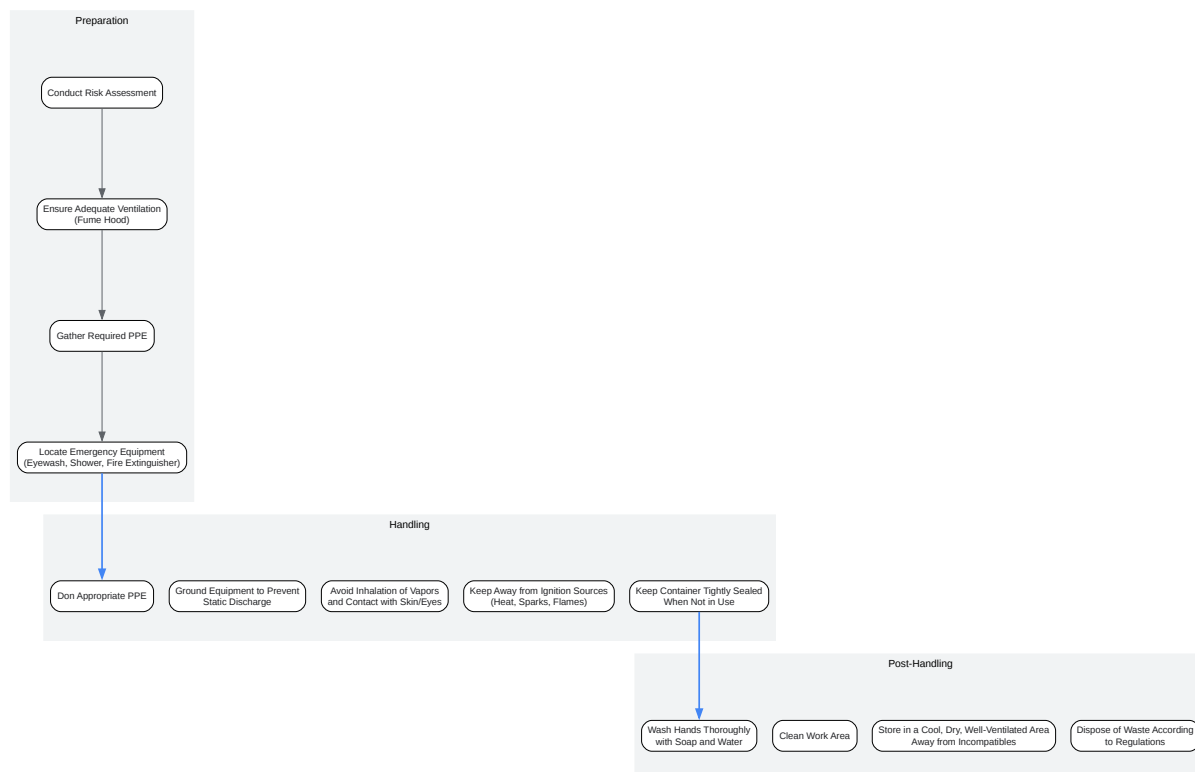 Preparation
Conduct Risk Assessment
Ensure Adequate Ventilation
(Fume Hood)
Gather Required PPE
Locate Emergency Equipment
(Eyewash, Shower, Fire Extinguisher)
Handling
Don Appropriate PPE
Ground Equipment to Prevent
Static Discharge
Avoid Inhalation of Vapors
and Contact with Skin/Eyes
Keep Away from Ignition Sources
(Heat, Sparks, Flames)
Keep Container Tightly Sealed
When Not in Use
Post-Handling
Wash Hands Thoroughly
with Soap and Water
Clean Work Area
Store in a Cool, Dry, Well-Ventilated Area
Away from Incompatibles
Dispose of Waste According
to Regulations